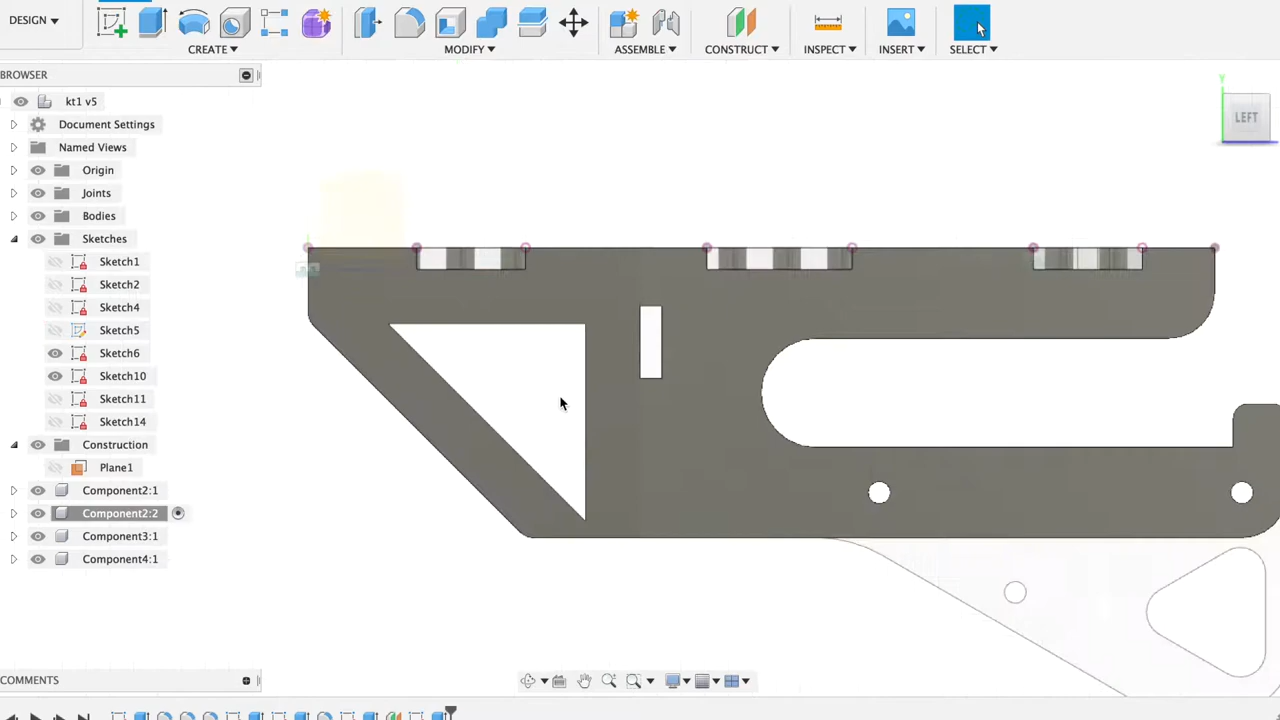 DESIGN
CREATE
MODIFY
ASSEMBLE
CONSTRUCT
INSPECT
INSERT
SELECT
BROWSER
kt1 v5
Document Settings
Named Views
Origin
Joints
Bodies
Sketches
Sketch1
Sketch2
Sketch4
Sketch5
Sketch6
Sketch10
Sketch11
Sketch14
Construction
Plane1
Component2:1
Component2:2
Component3:1
Component4:1
COMMENTS
Y
LEFT